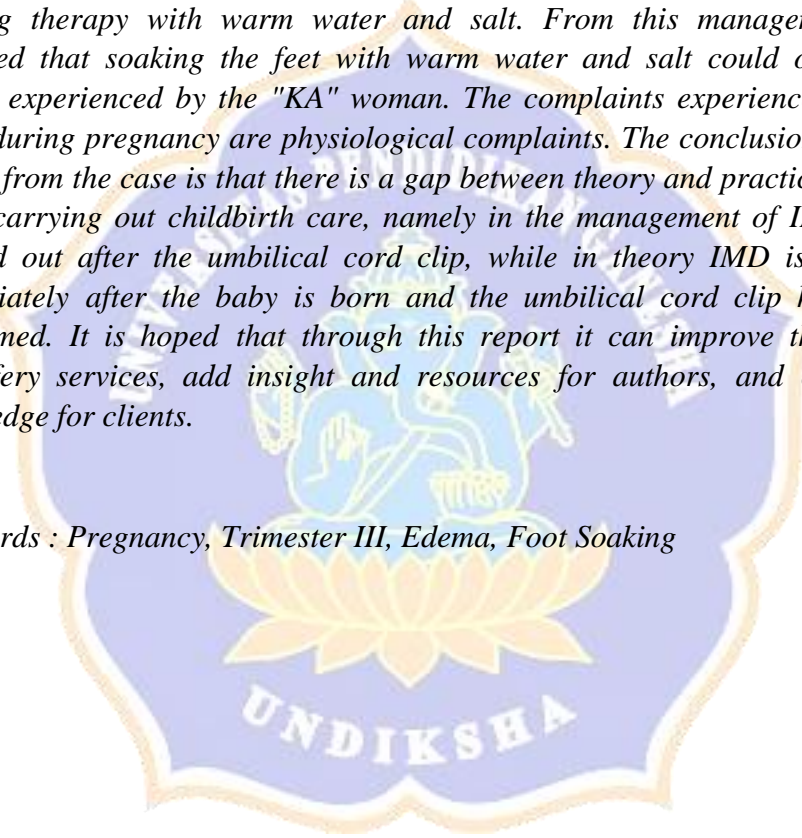 g therapy with warm water and salt. From this managem
ed that soaking the feet with warm water and salt could o
experienced by the "KA" woman. The complaints experienc
during pregnancy are physiological complaints. The conclusion
from the case is that there is a gap between theory and practic
carrying out childbirth care, namely in the management of I
d out after the umbilical cord clip, while in theory IMD is
iately after the baby is born and the umbilical cord clip h
med. It is hoped that through this report it can improve th
fery services, add insight and resources for authors, and
edge for clients.
rds : Pregnancy, Trimester III, Edema, Foot Soaking
UNIVERSITAS PENDIDIKAN GANESHA
UNDIKSHA